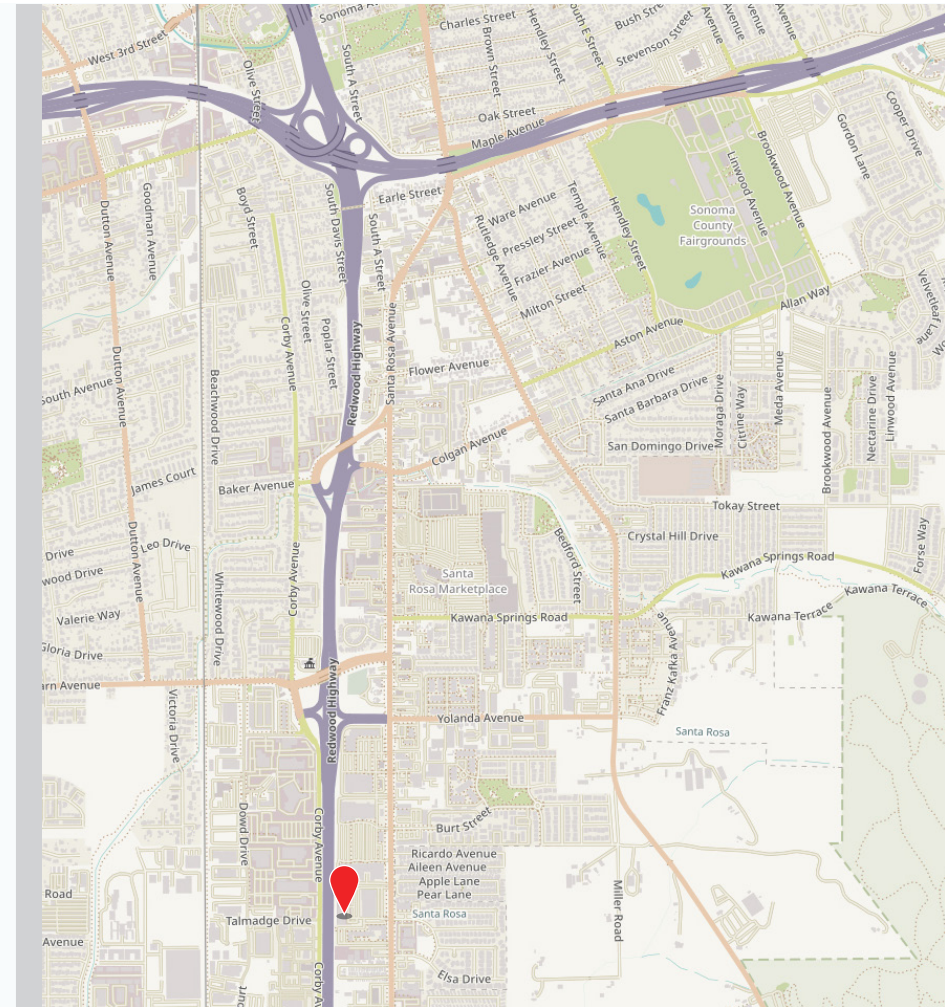 Sonoma A
Charles Street
Brown Street
Hendley Street
outh E Street
Bush Stre
Stevenson Street
Avenue
Avenue
Avenue
West 3rd Street
Olive Street
South A Street
Oak Street
Maple Avenue
Gordon Lane
Cooper Drive
Linwood Avenue
Brookwood Avenue
Dutton Avenue
Goodman Avenue
Boyd Street
South Davis Street
South A Street
Earle Street
Ware Avenue
Rutledge Avenue
Pressley Street
Temple Avenue
Hendley Street
Frazier Avenue
Milton Street
Sonoma
County
Fairgrounds
Allan Way
Velvetleaf Lane
Wo
Olive Street
Corby Avenue
Poplar Street
Redwood Highway
Santa Rosa Avenue
Aston Avenue
Flower Avenue
Santa Ana Drive
Santa Barbara Drive
Moraga Drive
Citrine Way
Meda Avenue
Brookwood Avenue
Nectarine Drive
Linwood Avenue
Dutton Avenue
outh Avenue
Beachwood Drive
Colgan Avenue
San Domingo Drive
James Court
Baker Avenue
Tokay Street
Dutton Avenue
Leo Drive
Drive
wood Drive
Corby Avenue
Bedford Street
Crystal Hill Drive
Forse Way
Kawana Springs Road
Santa
Rosa Marketplace
Whitewood Drive
Valerie Way
Kawana Springs Road
Kawana Terrace
Kawana Terrace
Gloria Drive
Franz Kafka Avenue
arn Avenue
Victoria Drive
Redwood Highway
Yolanda Avenue
Santa Rosa
Dowd Drive
Corby Avenue
Burt Street
Ricardo Avenue
Aileen Avenue
Apple Lane
Pear Lane
Santa Rosa
Miller Road
Road
Talmadge Drive
Avenue
Elsa Drive
Corby Av
ourt